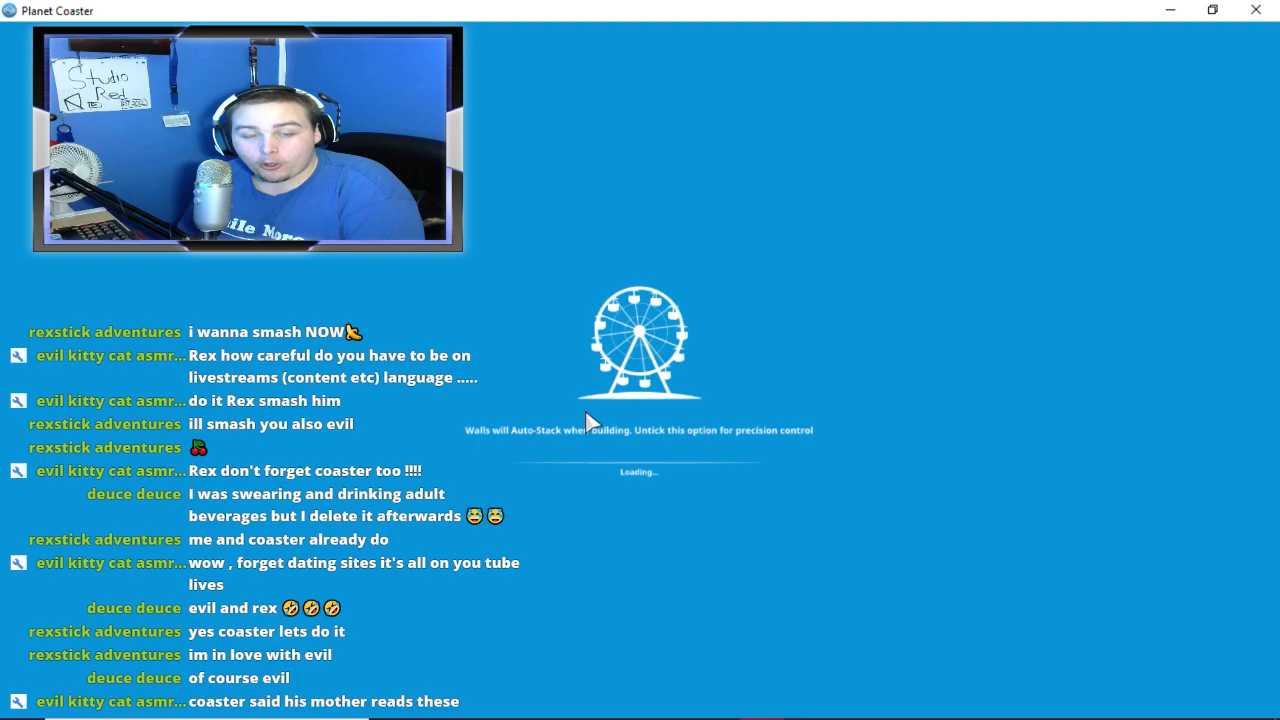 Planet Coaster
Studio
Red
ile Mor
rexstick adventures i wanna smash NOW
evil kitty cat asmr... Rex how careful do you have to be on
livestreams (content etc) language .....
evil kitty cat asmr... do it Rex smash him
rexstick adventures ill smash you also evil
rexstick adventures 🍒
evil kitty cat asmr... Rex don't forget coaster too !!!!
deuce deuce I was swearing and drinking adult
beverages but I delete it afterwards 😅 😅
rexstick adventures me and coaster already do
evil kitty cat asmr... wow , forget dating sites it's all on you tube
lives
deuce deuce evil and rex 🤣 🤣 🤣
rexstick adventures yes coaster lets do it
rexstick adventures im in love with evil
deuce deuce of course evil
evil kitty cat asmr... coaster said his mother reads these
Walls will Auto-Stack when building. Untick this option for precision control
Loading...